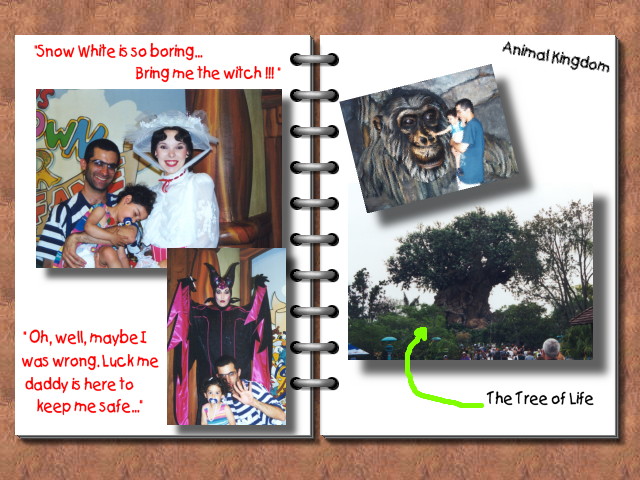 "Snow White is so boring...
Bring me the witch !!! "
"Oh, well, maybe I
was wrong. Luck me
daddy is here to
keep me safe..."
Animal Kingdom
The Tree of Life